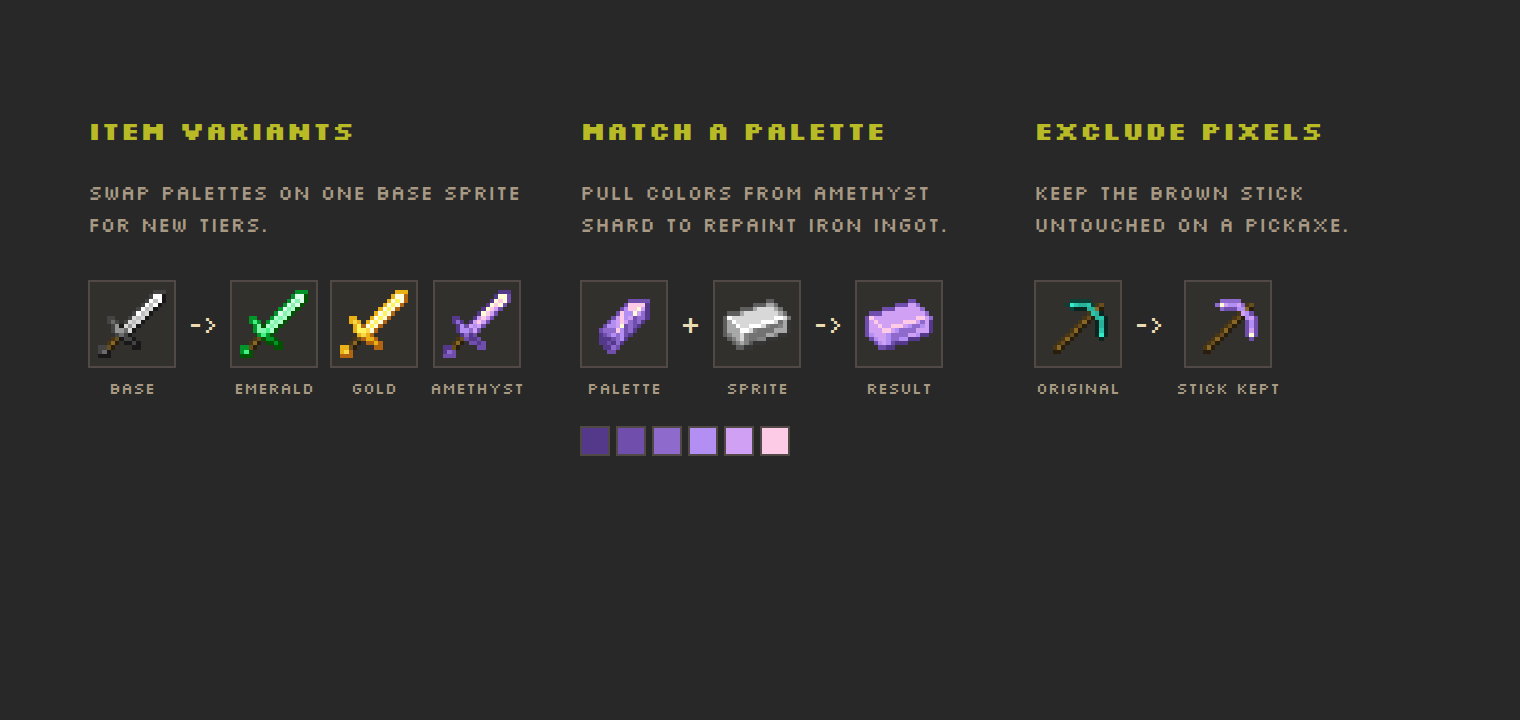 ITEM VARIANTS
SWAP PALETTES ON ONE BASE SPRITE
FOR NEW TIERS.
->
BASE
EMERALD
GOLD
AMETHYST
MATCH A PALETTE
PULL COLORS FROM AMETHYST
SHARD TO REPAINT IRON INGOT.
+
->
PALETTE
SPRITE
RESULT
EXCLUDE PIXELS
KEEP THE BROWN STICK
UNTOUCHED ON A PICKAXE.
->
ORIGINAL
STICK KEPT